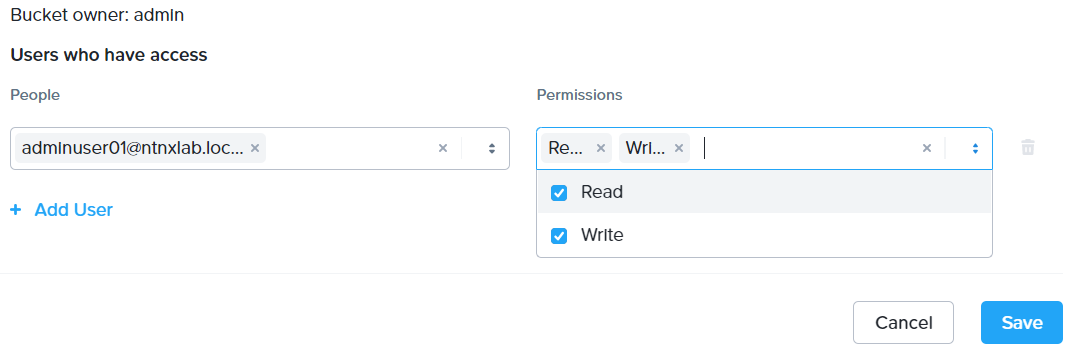 Bucket owner: admin
Users who have access
People Permissions
adminuser01@ntnxlab.loc... × × Re... × Wri... × ×
Read
+ Add User
Write
Cancel Save